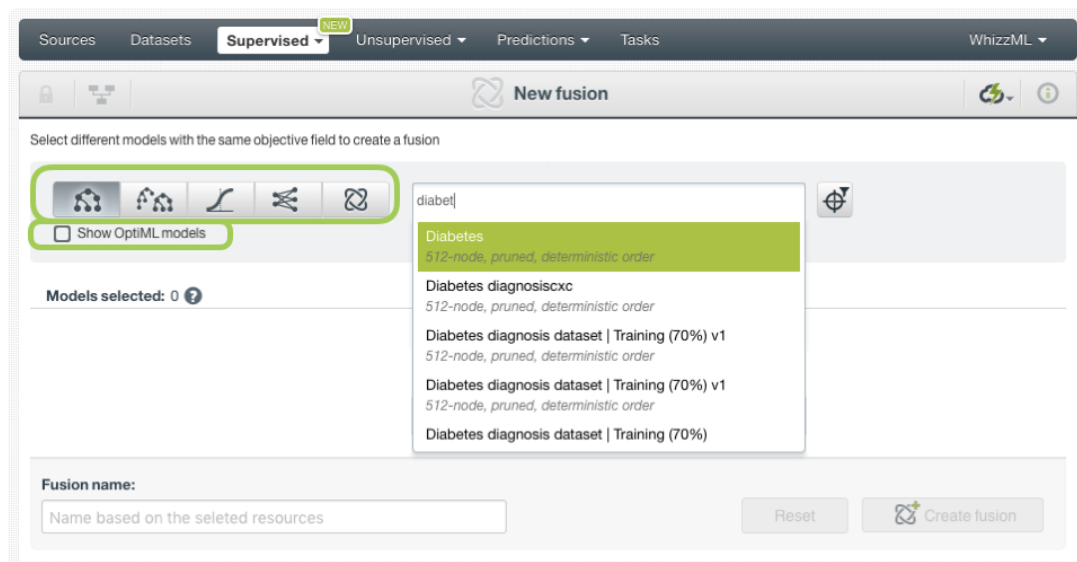 NEW
Sources Datasets Supervised Unsupervised Predictions Tasks WhizzML
New fusion
Select different models with the same objective field to create a fusion
diabet
Show OptiML models
Diabetes
512-node, pruned, deterministic order
Models selected: 0 ?
Diabetes diagnosiscxc
512-node, pruned, deterministic order
Diabetes diagnosis dataset | Training (70%) v1
512-node, pruned, deterministic order
Diabetes diagnosis dataset | Training (70%) v1
512-node, pruned, deterministic order
Diabetes diagnosis dataset | Training (70%)
Fusion name:
Name based on the seleted resources
Reset Create fusion